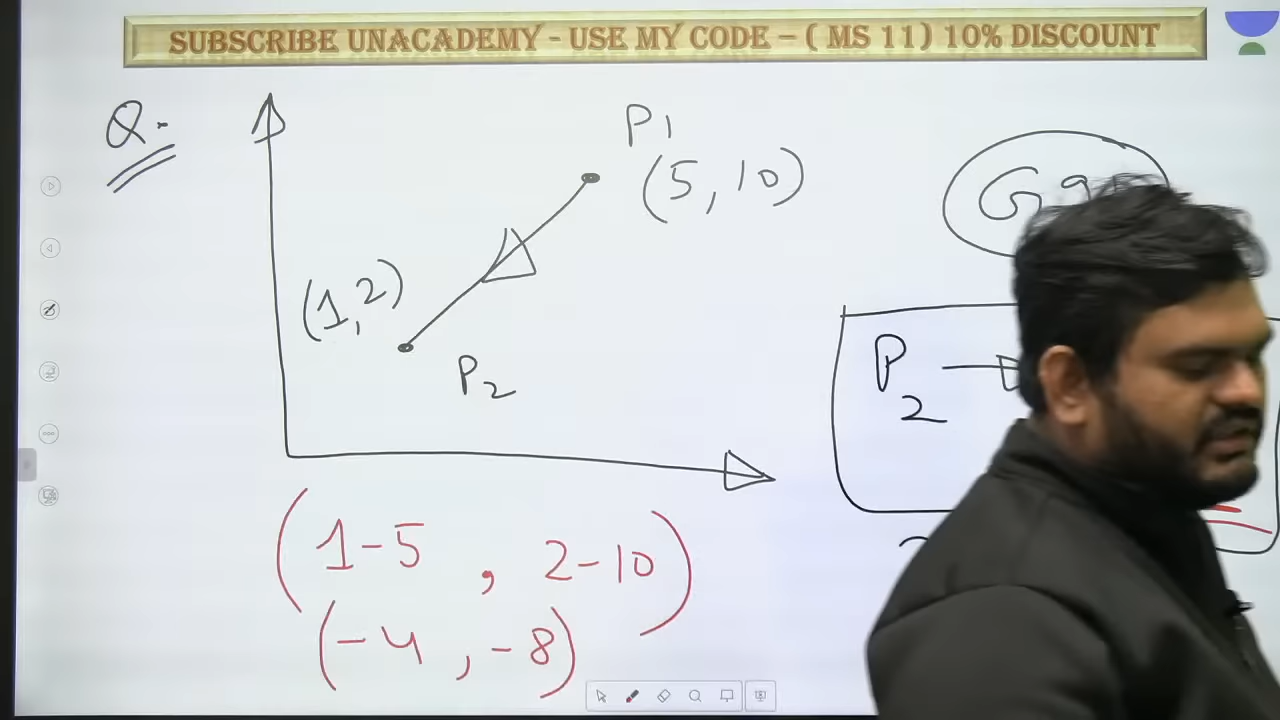 SUBSCRIBE UNACADEMY - USE MY CODE – ( MS 11) 10% DISCOUNT
Q.
P1
(5, 10)
(1, 2)
P2
P2
(1-5 , 2-10)
(-4 , -8)